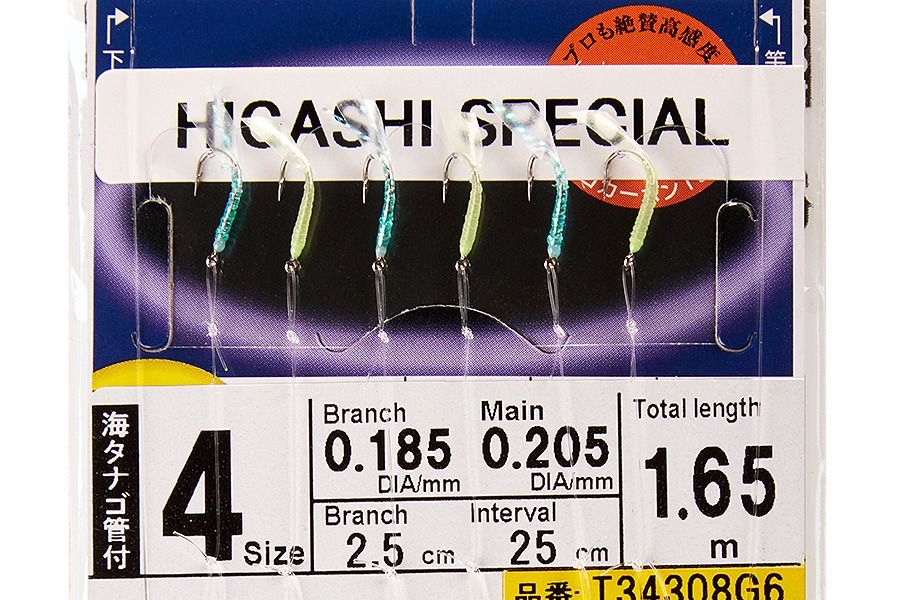 プロも絶賛高感度
下
竿
HIGASHI SPECIAL
海タナゴ管付
4 Size
Branch
0.185
DIA/mm
Main
0.205
DIA/mm
Total length
1.65
m
Branch
2.5 cm
Interval
25 cm
品番: T34308G6